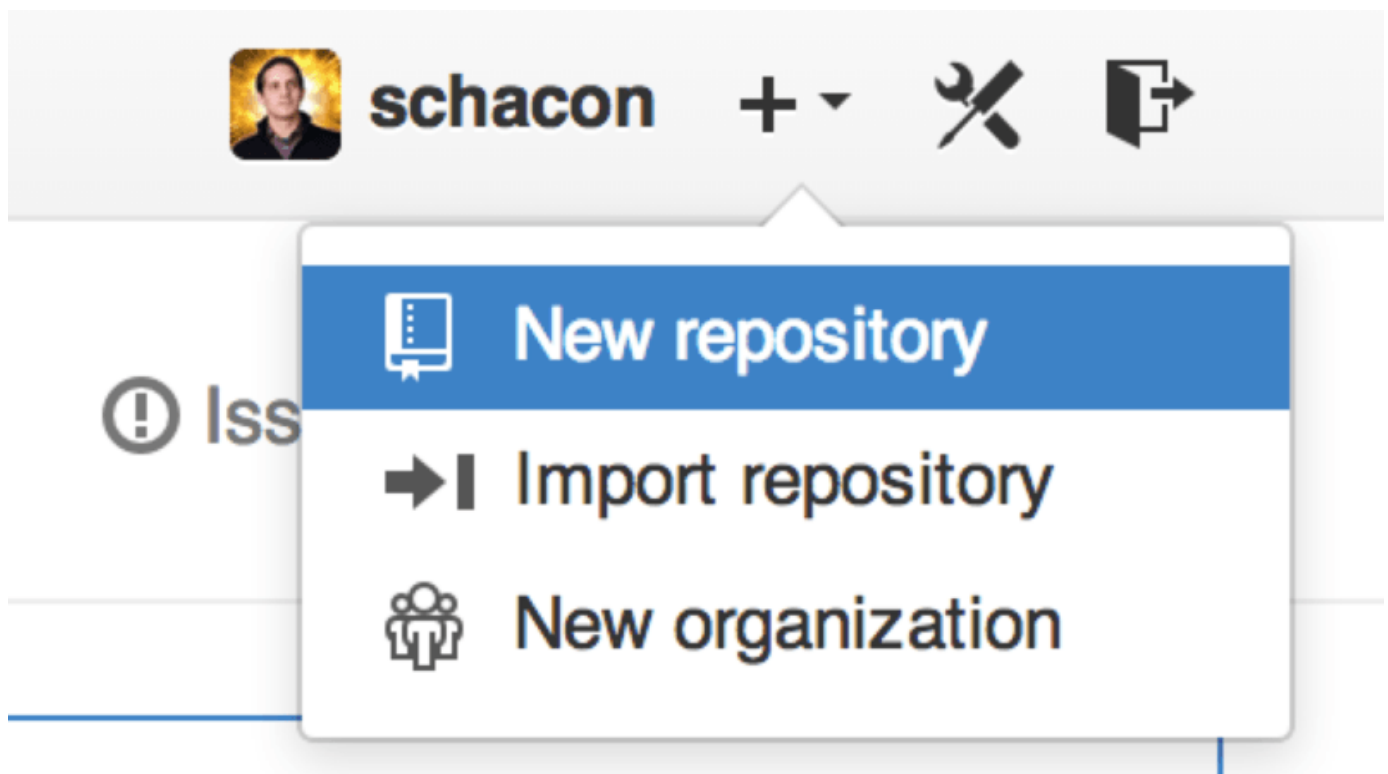 schacon
New repository
Iss
Import repository
New organization